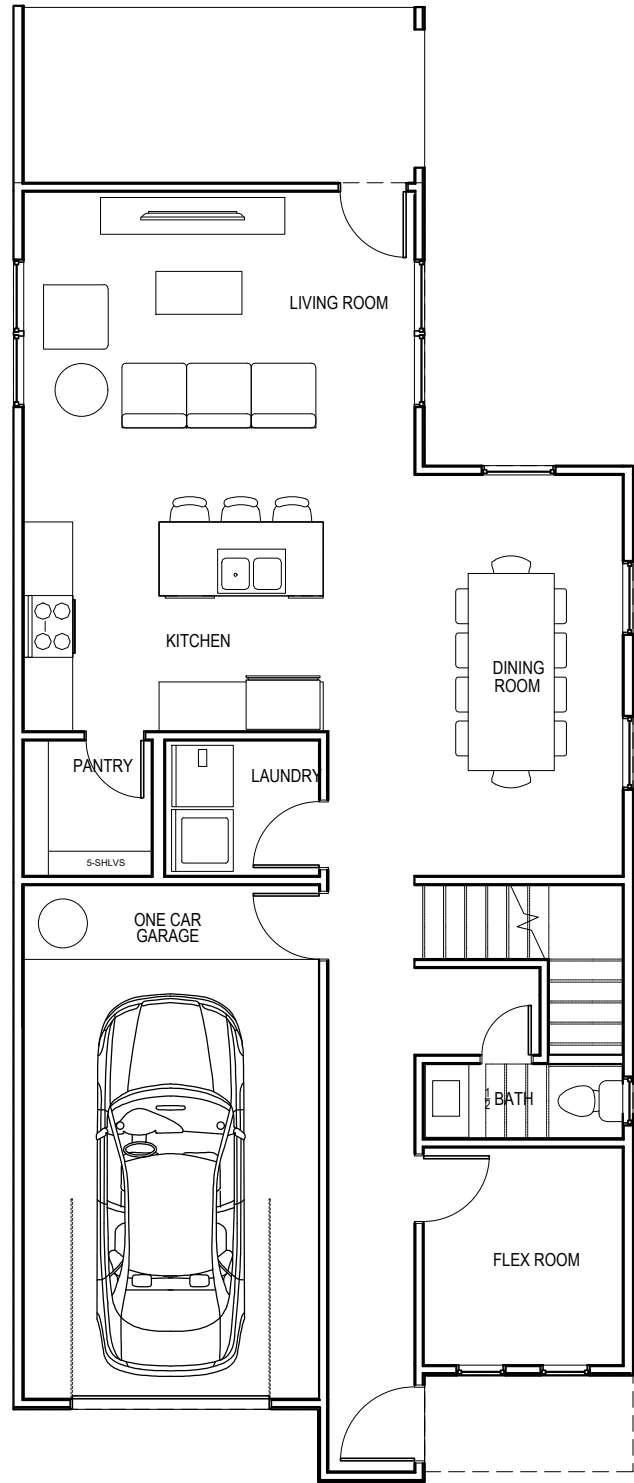 LIVING ROOM
KITCHEN
DINING
ROOM
PANTRY
LAUNDRY
5-SHLVS
ONE CAR
GARAGE
1/2 BATH
FLEX ROOM